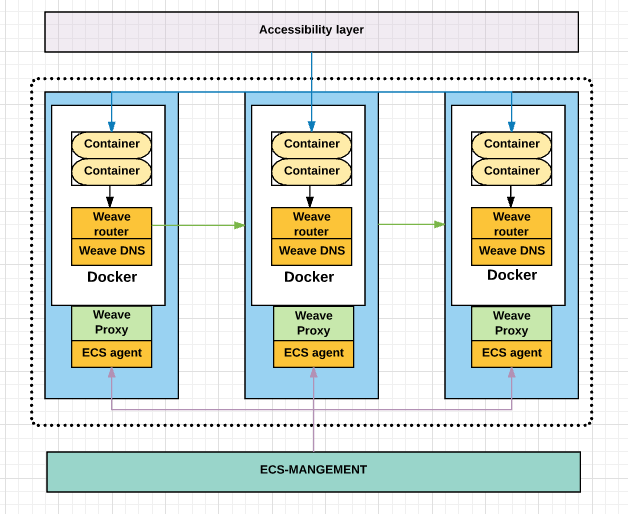 Accessibility layer
Container
Container
Weave
router
Weave DNS
Docker
Weave
Proxy
ECS agent
Container
Container
Weave
router
Weave DNS
Docker
Weave
Proxy
ECS agent
Container
Container
Weave
router
Weave DNS
Docker
Weave
Proxy
ECS agent
ECS-MANGEMENT